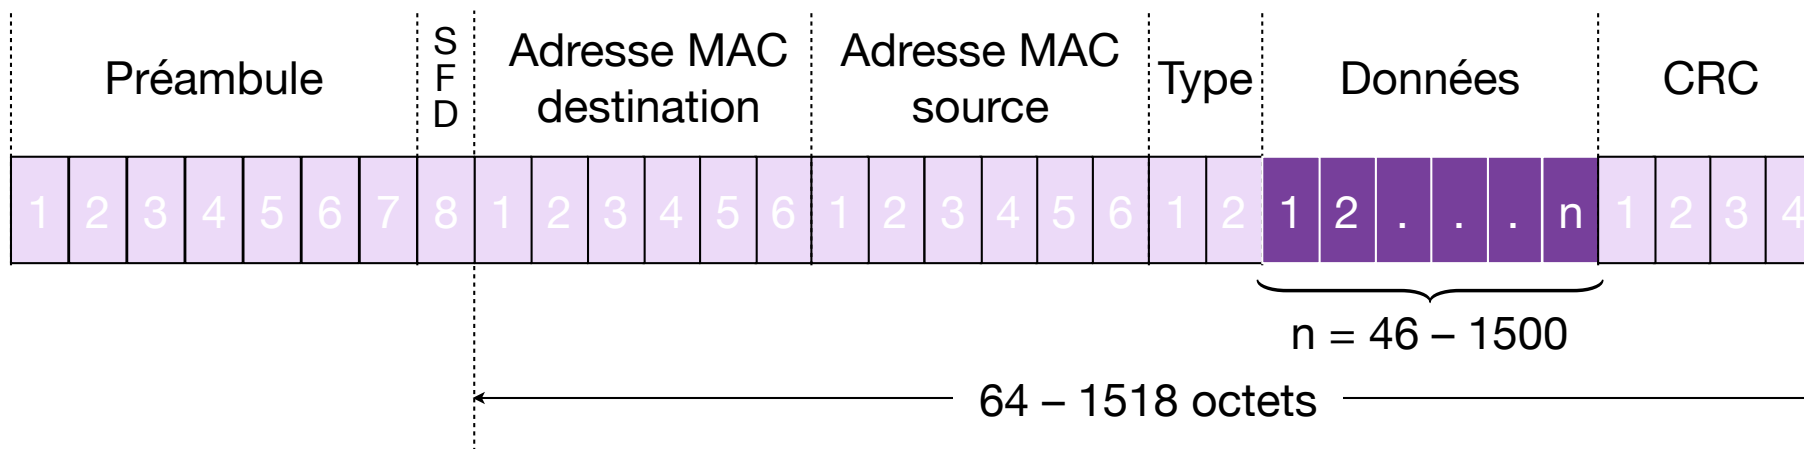 Préambule
S
F
D
Adresse MAC
destination
Adresse MAC
source
Type
Données
CRC
1 2 3 4 5 6 7 8 1 2 3 4 5 6 1 2 3 4 5 6 1 2 1 2 . . . n 1 2 3 4
n = 46 – 1500
64 – 1518 octets